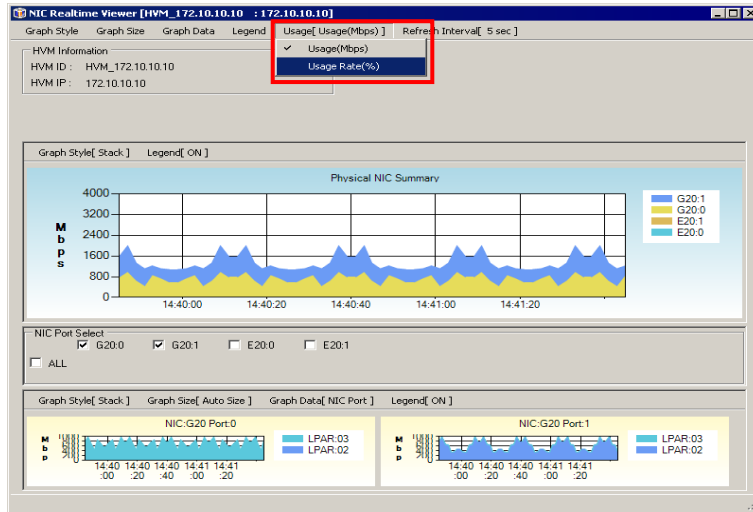 NIC Realtime Viewer [HVM_172.10.10.10 : 172.10.10.10]
Graph Style Graph Size Graph Data Legend Usage[ Usage(Mbps) ] Refresh Interval[ 5 sec ]
✓ Usage(Mbps)
Usage Rate(%)
HVM Information
HVM ID : HVM_172.10.10.10
HVM IP : 172.10.10.10
Graph Style[ Stack ] Legend[ ON ]
Physical NIC Summary
Mbps
4000
3200
2400
1600
800
0
14:40:00 14:40:20 14:40:40 14:41:00 14:41:20
G20:1
G20:0
E20:1
E20:0
NIC Port Select
G20:0 G20:1 E20:0 E20:1
ALL
Graph Style[ Stack ] Graph Size[ Auto Size ] Graph Data[ NIC Port ] Legend[ ON ]
NIC:G20 Port:0
Mbp
14:40:00 14:40:20 14:40:40 14:41:00 14:41:20
LPAR:03
LPAR:02
NIC:G20 Port:1
Mbp
14:40:00 14:40:20 14:40:40 14:41:00 14:41:20
LPAR:03
LPAR:02